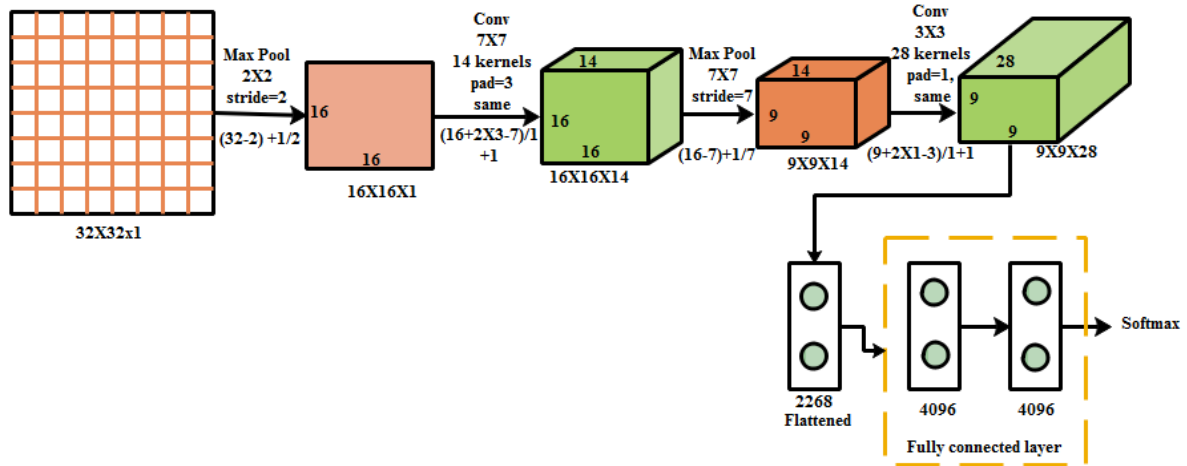 Max Pool
2X2
stride=2
(32-2) +1/2
32X32x1
16
16
16X16X1
Conv
7X7
14 kernels
pad=3
same
(16+2X3-7)/1
+1
14
16
16
16X16X14
Max Pool
7X7
stride=7
(16-7)+1/7
14
9
9
9X9X14
Conv
3X3
28 kernels
pad=1,
same
(9+2X1-3)/1+1
28
9
9
9X9X28
2268
Flattened
4096
4096
Fully connected layer
Softmax